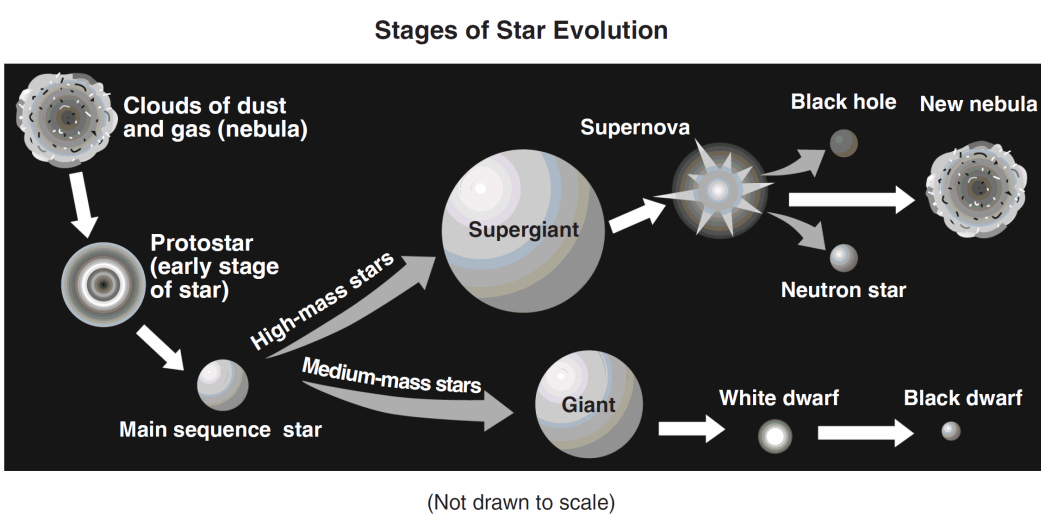 Stages of Star Evolution
Clouds of dust
and gas (nebula)
Protostar
(early stage
of star)
Main sequence star
High-mass stars
Medium-mass stars
Supergiant
Supernova
Black hole
New nebula
Neutron star
Giant
White dwarf
Black dwarf
(Not drawn to scale)